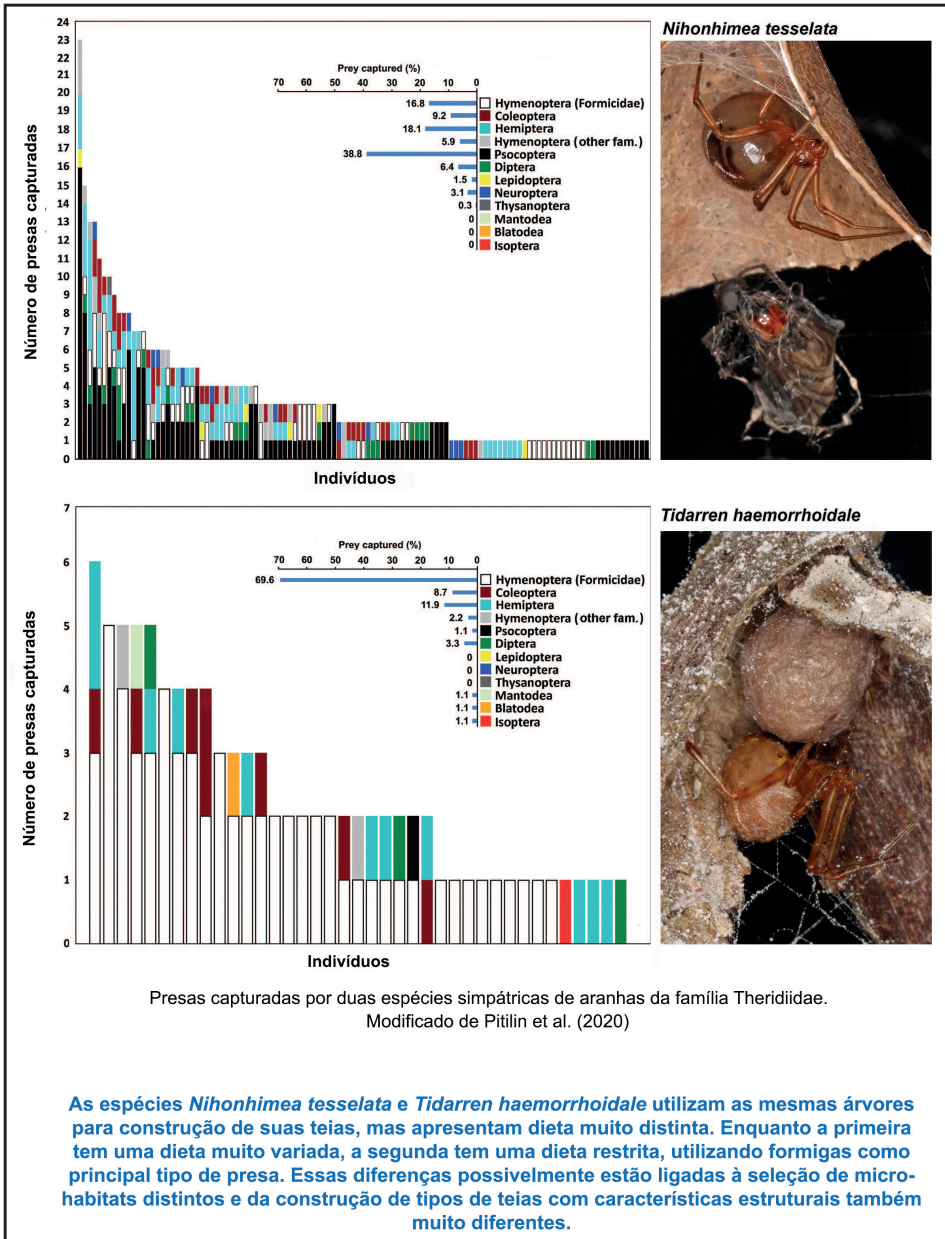 Nihonhimea tesselata
Número de presas capturadas
24
23
22
21
20
19
18
17
16
15
14
13
12
11
10
9
8
7
6
5
4
3
2
1
0
Prey captured (%)
70 60 50 40 30 20 10 0
16.8 Hymenoptera (Formicidae)
9.2 Coleoptera
18.1 Hemiptera
5.9 Hymenoptera (other fam.)
38.8 Psocoptera
6.4 Diptera
1.5 Lepidoptera
3.1 Neuroptera
0.3 Thysanoptera
0 Mantodea
0 Blatodea
0 Isoptera
Indivíduos
Tidarren haemorrhoidale
Número de presas capturadas
7
6
5
4
3
2
1
0
Prey captured (%)
70 60 50 40 30 20 10 0
69.6 Hymenoptera (Formicidae)
8.7 Coleoptera
11.9 Hemiptera
2.2 Hymenoptera (other fam.)
1.1 Psocoptera
3.3 Diptera
0 Lepidoptera
0 Neuroptera
0 Thysanoptera
1.1 Mantodea
1.1 Blatodea
1.1 Isoptera
Indivíduos
Presas capturadas por duas espécies simpátricas de aranhas da família Theridiidae.
Modificado de Pitilin et al. (2020)
As espécies Nihonhimea tesselata e Tidarren haemorrhoidale utilizam as mesmas árvores
para construção de suas teias, mas apresentam dieta muito distinta. Enquanto a primeira
tem uma dieta muito variada, a segunda tem uma dieta restrita, utilizando formigas como
principal tipo de presa. Essas diferenças possivelmente estão ligadas à seleção de micro-
habitats distintos e da construção de tipos de teias com características estruturais também
muito diferentes.